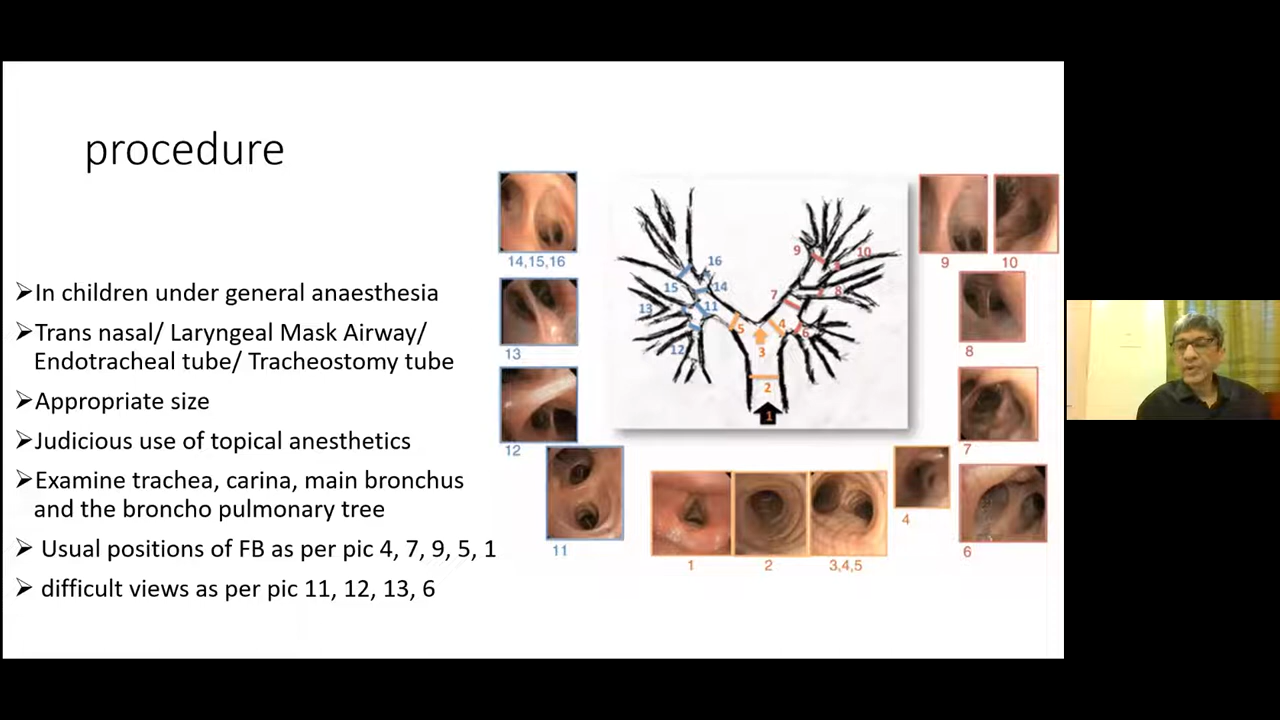 procedure
➢In children under general anaesthesia
➢Trans nasal/ Laryngeal Mask Airway/
Endotracheal tube/ Tracheostomy tube
➢Appropriate size
➢Judicious use of topical anesthetics
➢Examine trachea, carina, main bronchus
and the broncho pulmonary tree
➢ Usual positions of FB as per pic 4, 7, 9, 5, 1
➢ difficult views as per pic 11, 12, 13, 6
14,15,16
13
12
11
16
15
14
13
11
12
5
4
3
2
1
9
10
7
8
6
1
2
3,4,5
4
9
10
8
7
6